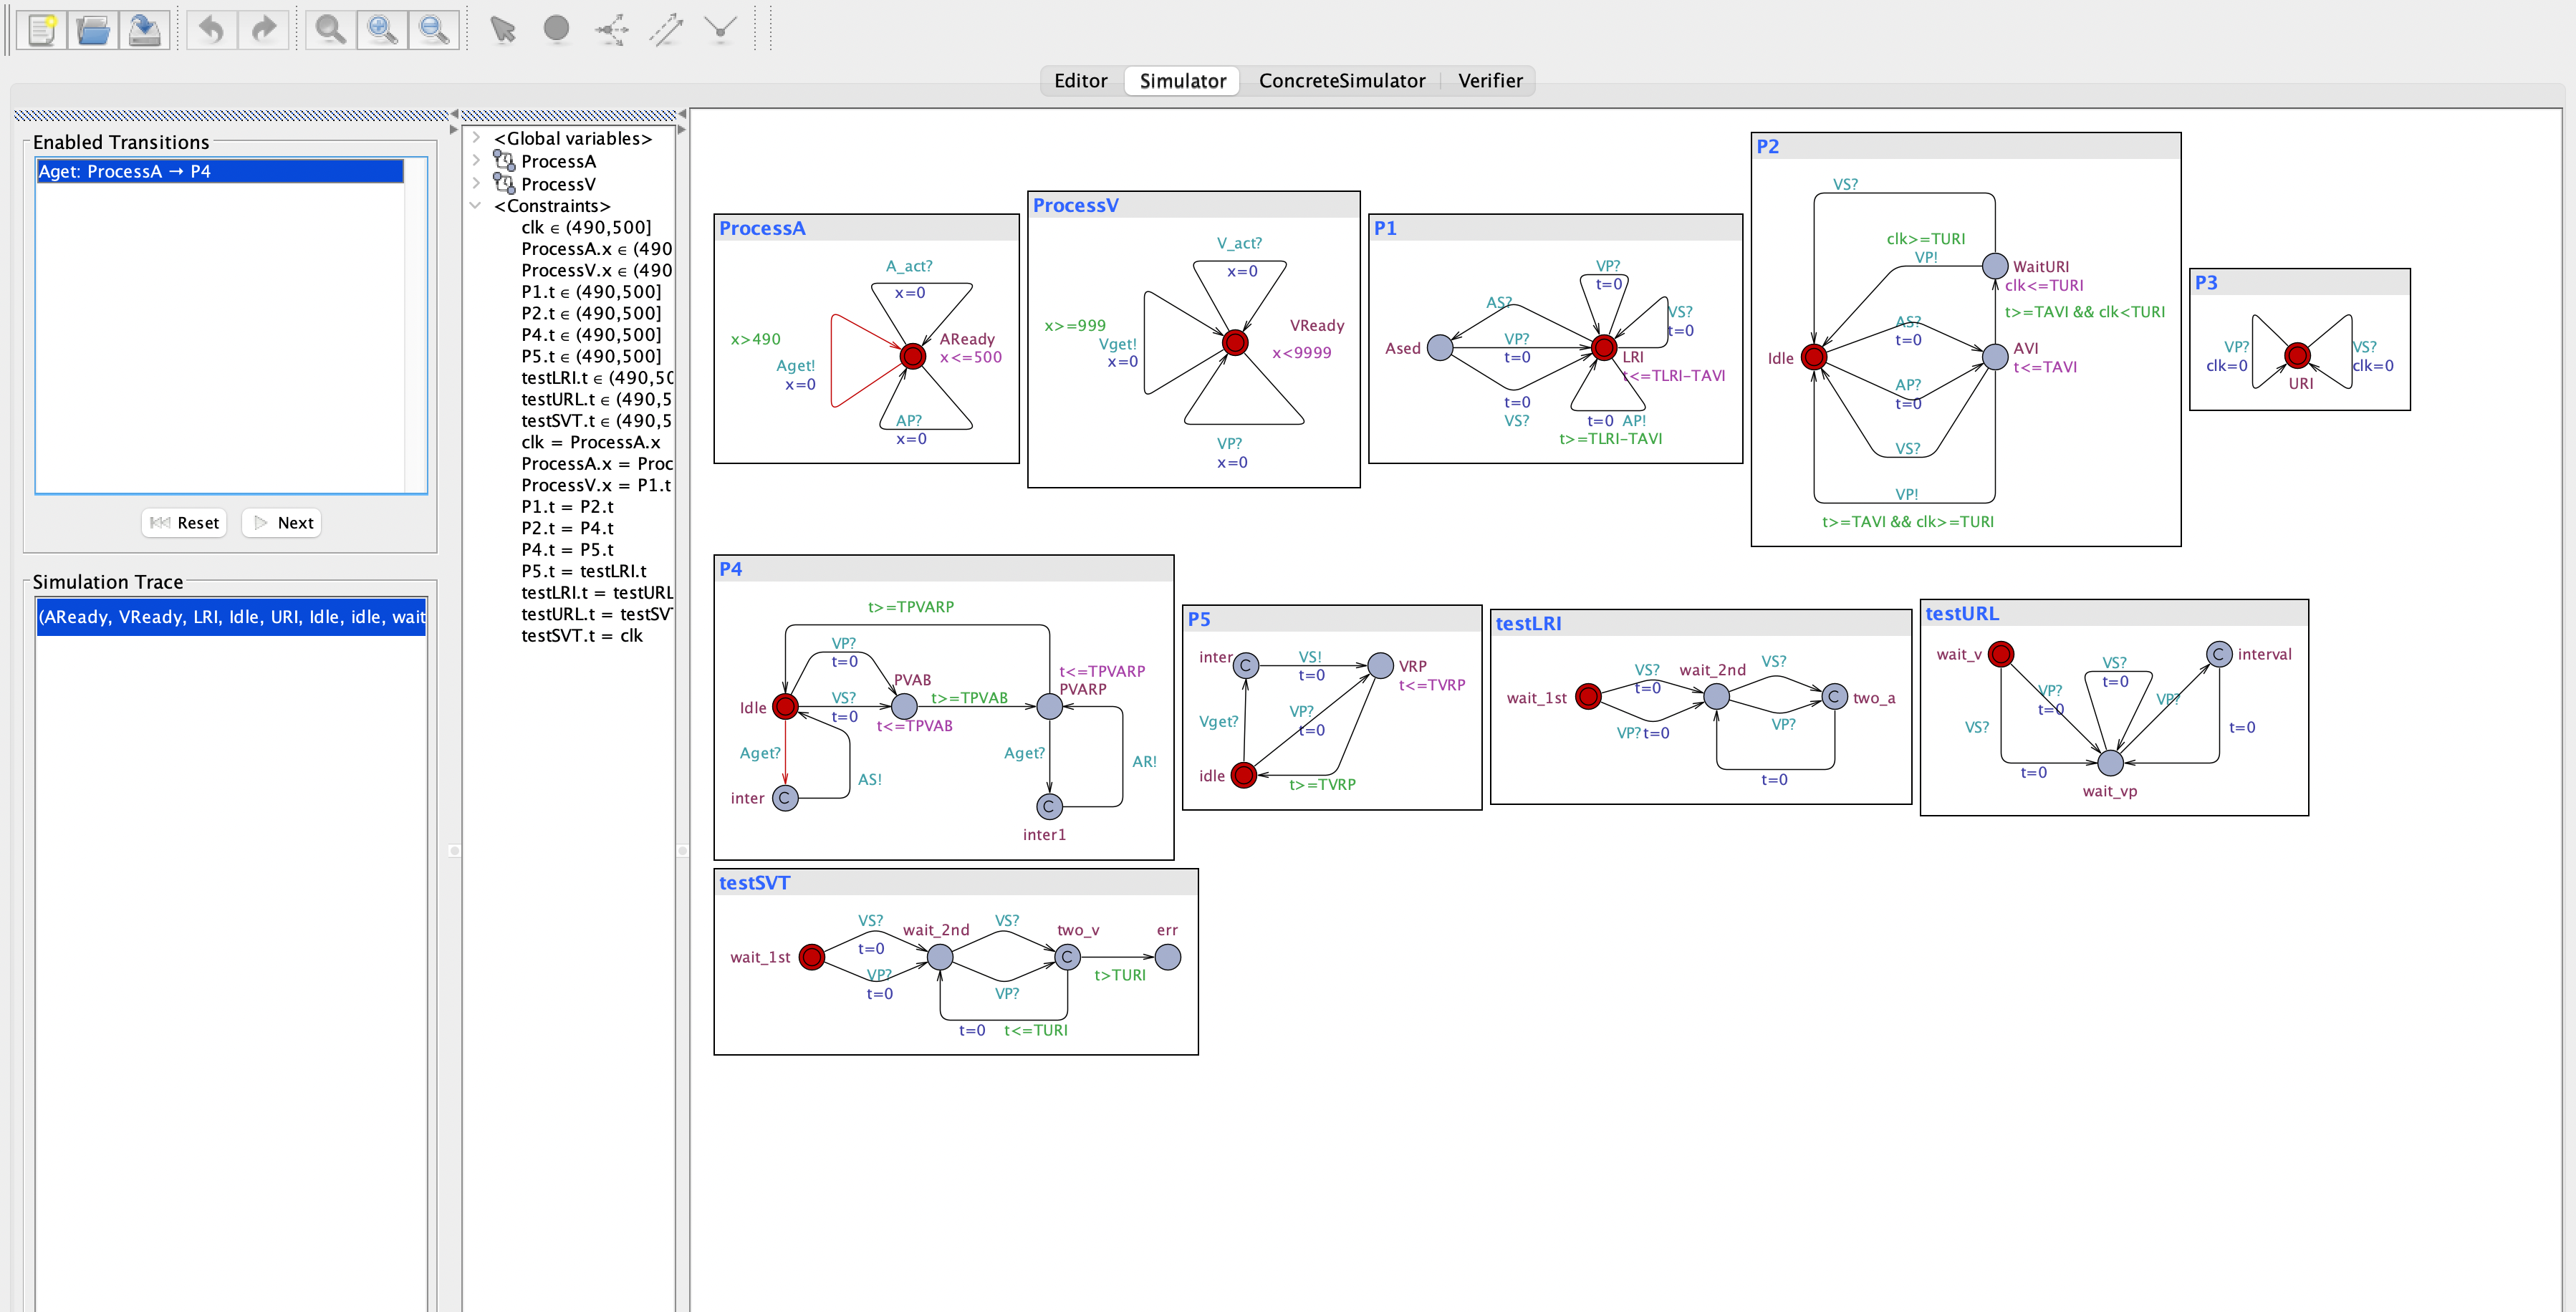 Editor
Simulator
ConcreteSimulator
Verifier
Enabled Transitions
Aget: ProcessA → P4
Reset
Next
Simulation Trace
(AReady, VReady, LRI, Idle, URI, Idle, idle, wait
<Global variables>
ProcessA
ProcessV
<Constraints>
clk ∈ (490,500]
ProcessA.x ∈ (490
ProcessV.x ∈ (490
P1.t ∈ (490,500]
P2.t ∈ (490,500]
P4.t ∈ (490,500]
P5.t ∈ (490,500]
testLRI.t ∈ (490,50
testURL.t ∈ (490,5
testSVT.t ∈ (490,5
clk = ProcessA.x
ProcessA.x = Proc
ProcessV.x = P1.t
P1.t = P2.t
P2.t = P4.t
P4.t = P5.t
P5.t = testLRI.t
testLRI.t = testURL
testURL.t = testSV
testSVT.t = clk
ProcessA
A_act?
x=0
x>490
Aget!
x=0
AReady
x<=500
AP?
x=0
ProcessV
V_act?
x=0
x>=999
Vget!
x=0
VReady
x<9999
VP?
x=0
P1
VP?
t=0
AS?
VS?
t=0
Ased
VP?
t=0
LRI
t<=TLRI-TAVI
t=0
VS?
t=0 AP!
t>=TLRI-TAVI
P2
VS?
clk>=TURI
VP!
WaitURI
clk<=TURI
t>=TAVI && clk<TURI
AS?
t=0
Idle
AVI
t<=TAVI
AP?
t=0
VS?
VP!
t>=TAVI && clk>=TURI
P3
VP?
clk=0
VS?
clk=0
URI
P4
t>=TPVARP
VP?
t=0
PVAB
t<=TPVARP
PVARP
Idle
VS?
t=0
t>=TPVAB
t<=TPVAB
Aget?
AS!
inter
C
Aget?
AR!
C
inter1
P5
inter
C
VS!
t=0
VRP
t<=TVRP
Vget?
VP?
t=0
idle
t>=TVRP
testLRI
wait_1st
VS?
t=0
wait_2nd
VS?
C
two_a
VP?
t=0
VP?
t=0
testURL
wait_v
VP?
t=0
VS?
t=0
VP?
C
interval
VS?
t=0
t=0
wait_vp
testSVT
wait_1st
VS?
t=0
wait_2nd
VS?
two_v
C
err
VP?
t=0
VP?
t>TURI
t=0
t<=TURI